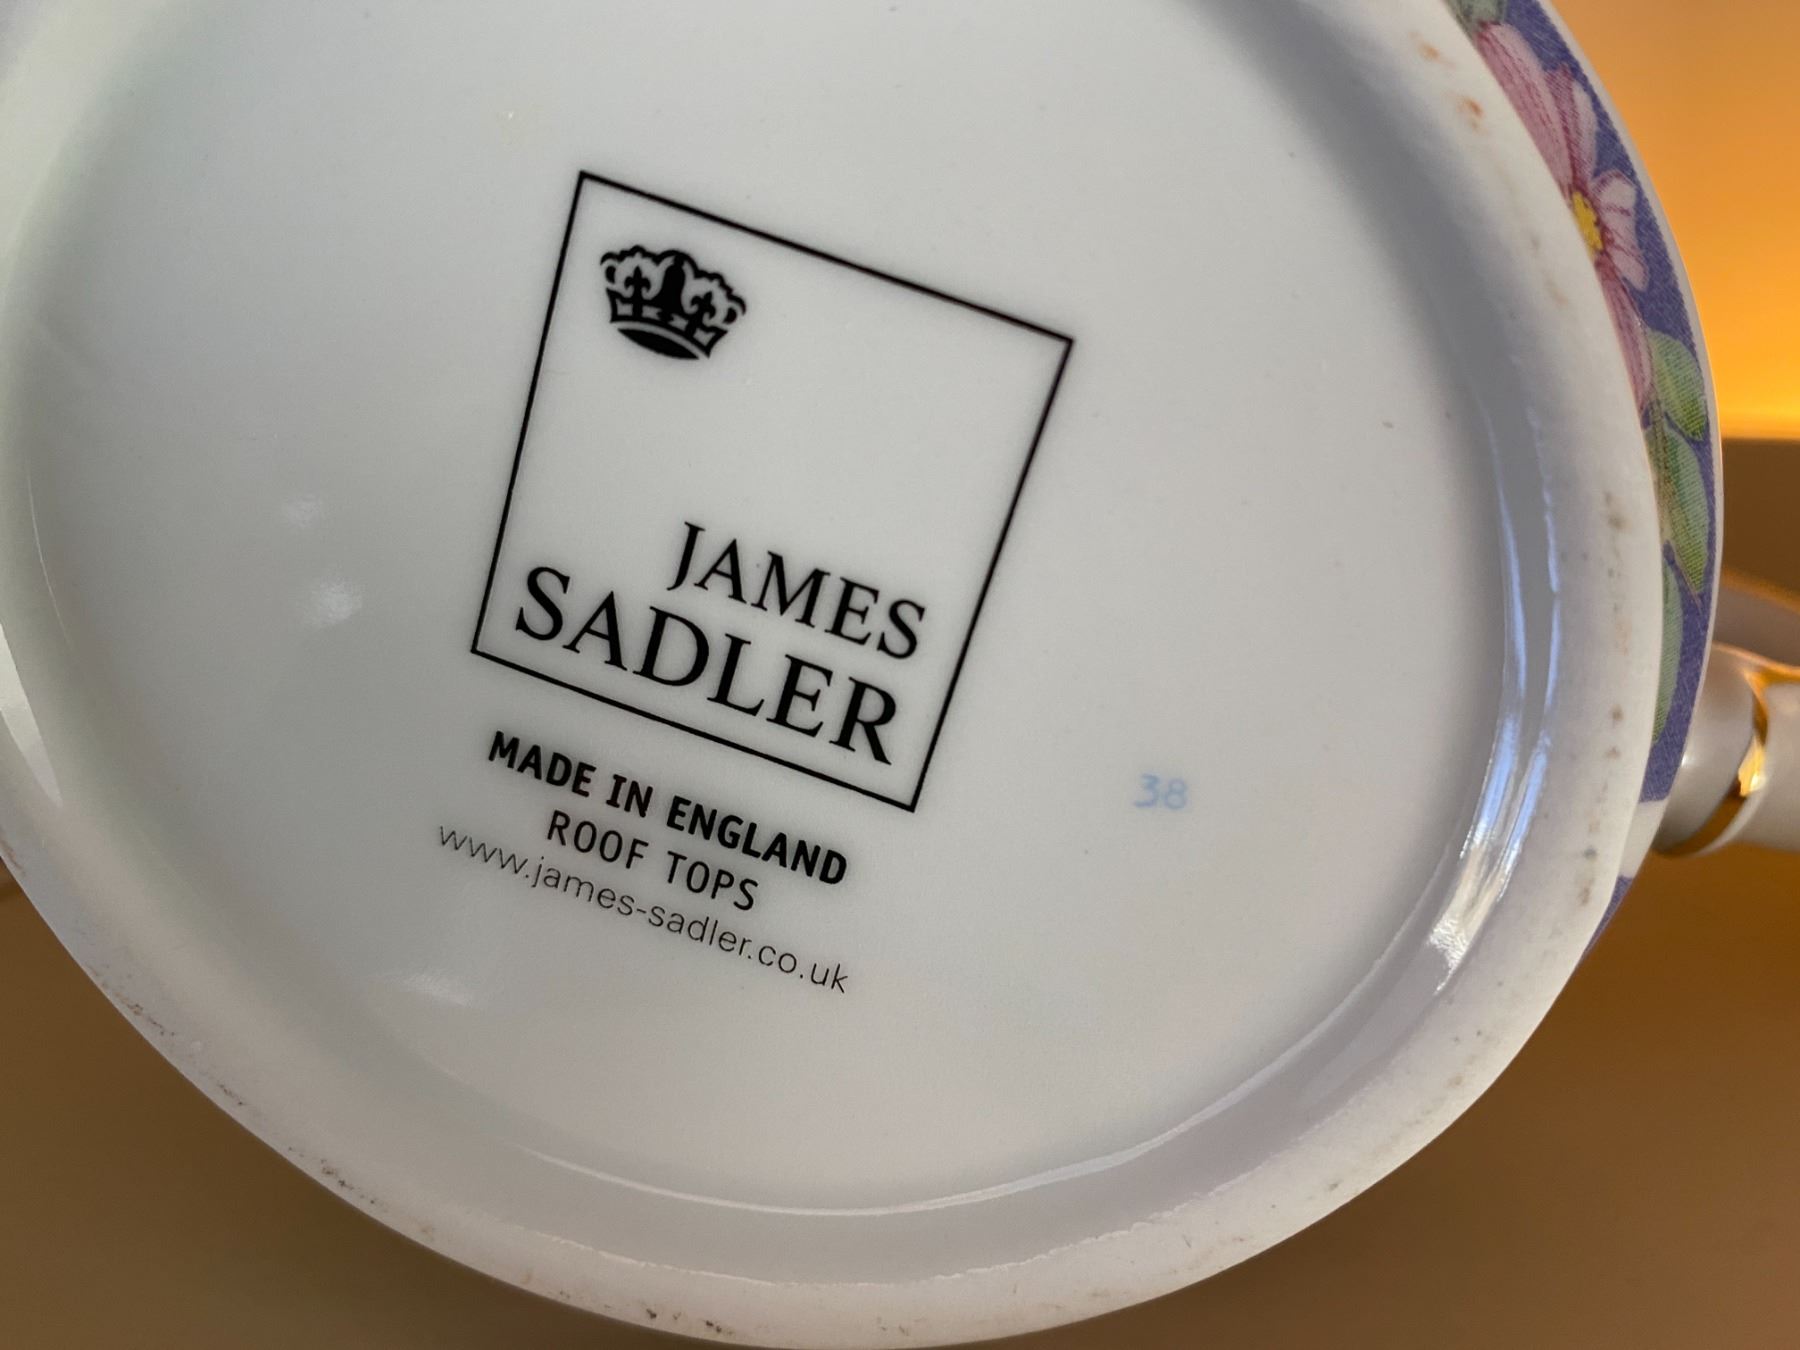 JAMES
SADLER
MADE IN ENGLAND
ROOF TOPS
www.james-sadler.co.uk
38